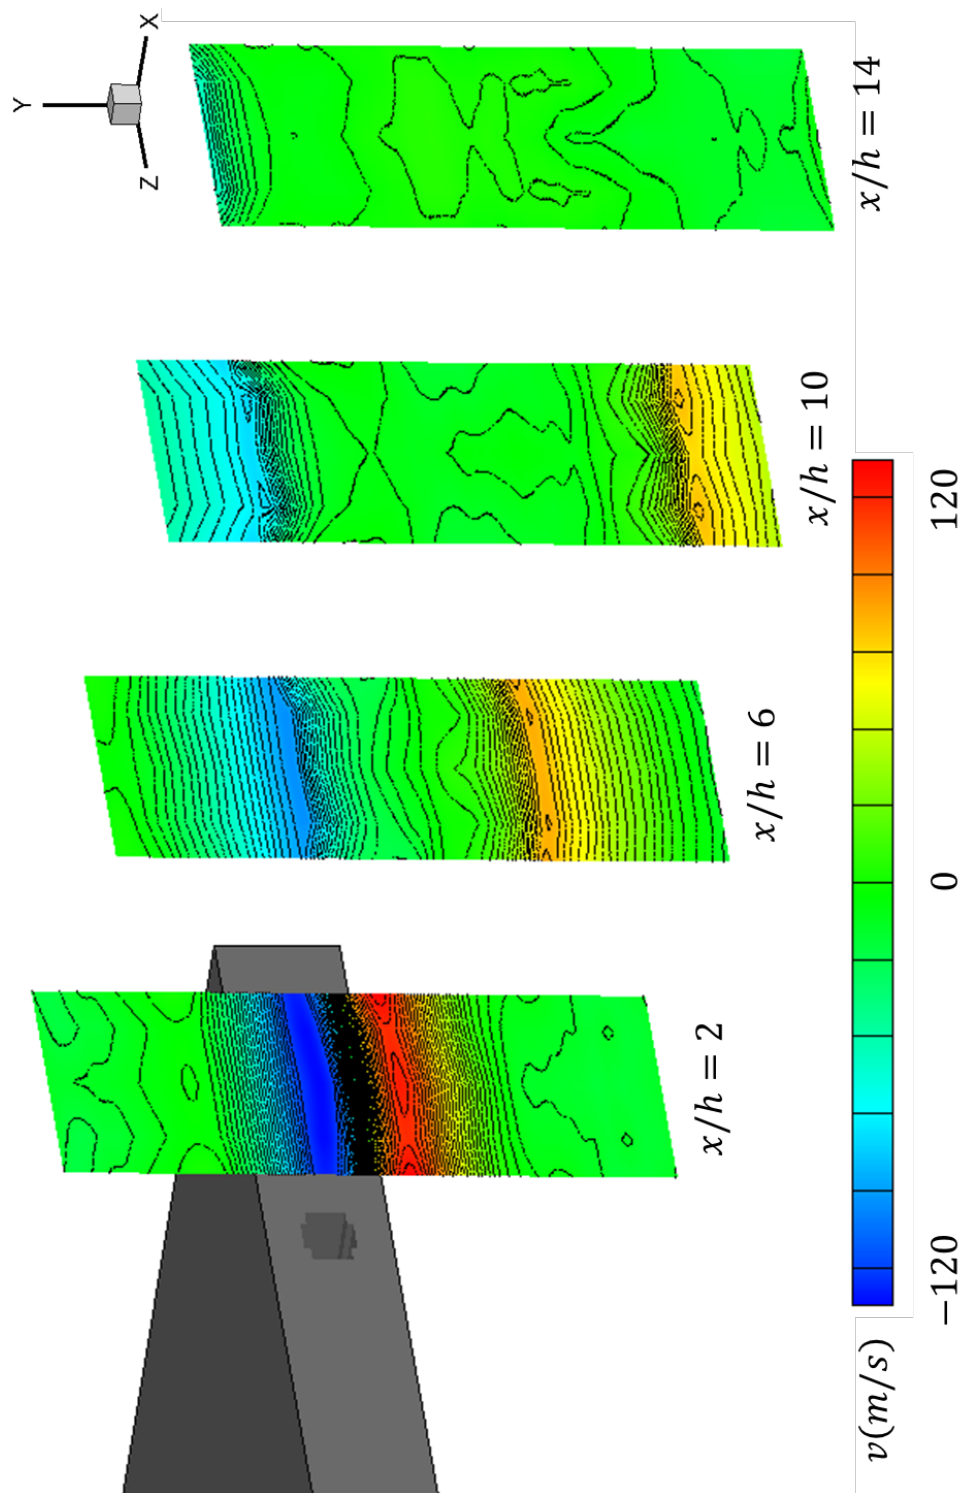 Y
X
Z
x/h = 14
x/h = 10
x/h = 6
x/h = 2
120
0
−120
v(m/s)